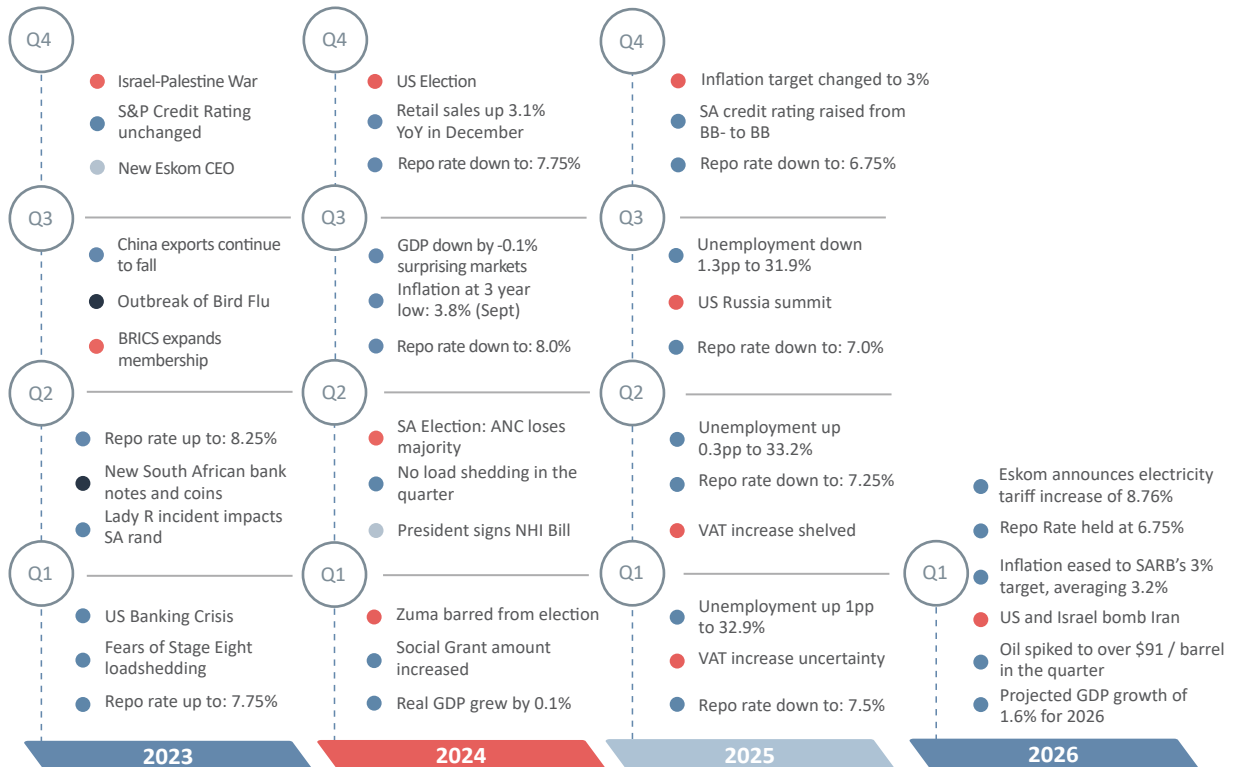 Q4
Israel-Palestine War
S&P Credit Rating
unchanged
New Eskom CEO
Q3
China exports continue
to fall
Outbreak of Bird Flu
BRICS expands
membership
Q2
Repo rate up to: 8.25%
New South African bank
notes and coins
Lady R incident impacts
SA rand
Q1
US Banking Crisis
Fears of Stage Eight
loadshedding
Repo rate up to: 7.75%
2023
Q4
US Election
Retail sales up 3.1%
YoY in December
Repo rate down to: 7.75%
Q3
GDP down by -0.1%
surprising markets
Inflation at 3 year
low: 3.8% (Sept)
Repo rate down to: 8.0%
Q2
SA Election: ANC loses
majority
No load shedding in the
quarter
President signs NHI Bill
Q1
Zuma barred from election
Social Grant amount
increased
Real GDP grew by 0.1%
2024
Q4
Inflation target changed to 3%
SA credit rating raised from
BB- to BB
Repo rate down to: 6.75%
Q3
Unemployment down
1.3pp to 31.9%
US Russia summit
Repo rate down to: 7.0%
Q2
Unemployment up
0.3pp to 33.2%
Repo rate down to: 7.25%
VAT increase shelved
Q1
Unemployment up 1pp
to 32.9%
VAT increase uncertainty
Repo rate down to: 7.5%
2025
Eskom announces electricity
tariff increase of 8.76%
Repo Rate held at 6.75%
Q1
Inflation eased to SARB’s 3%
target, averaging 3.2%
US and Israel bomb Iran
Oil spiked to over $91 / barrel
in the quarter
Projected GDP growth of
1.6% for 2026
2026